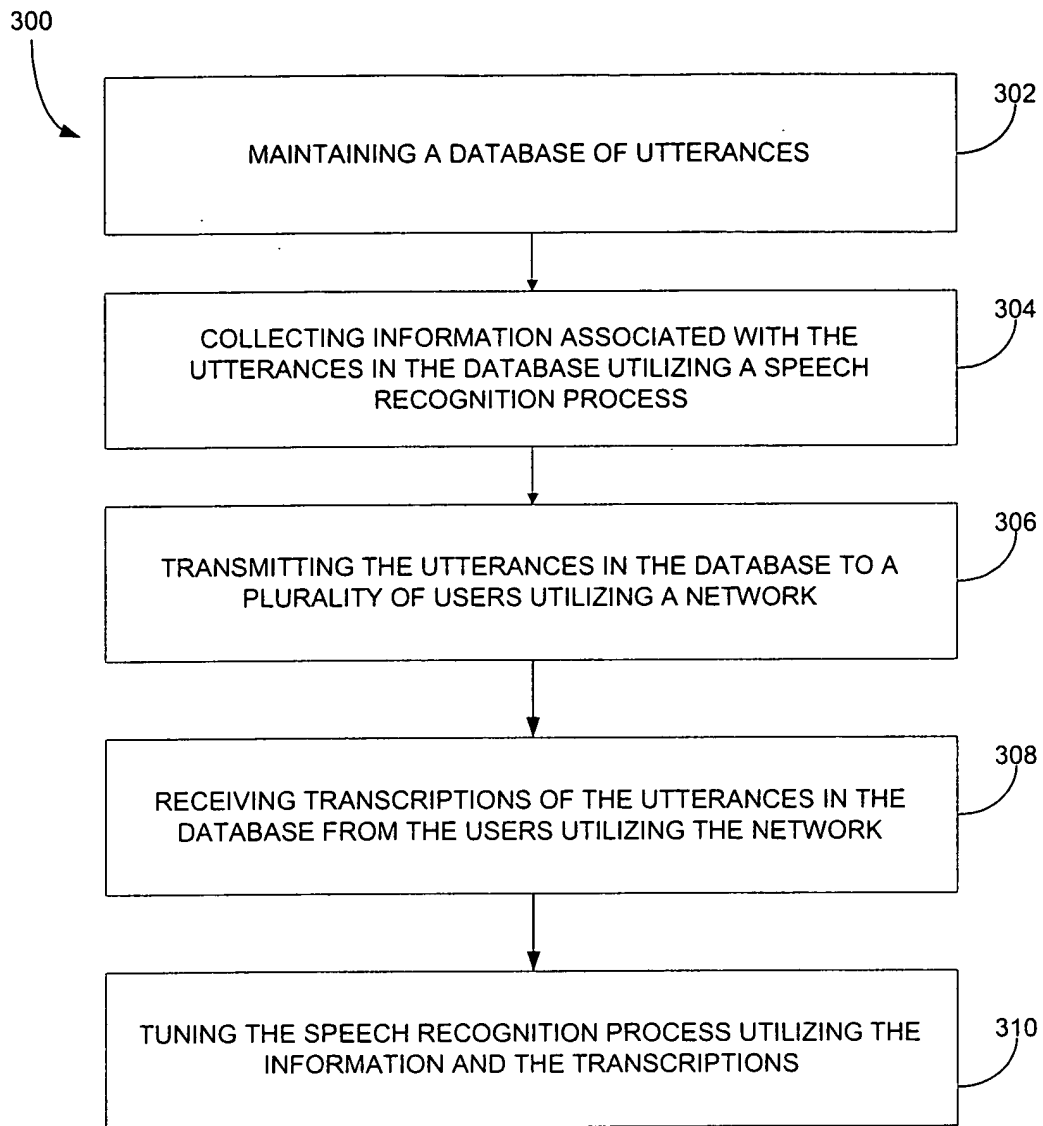 300
302
MAINTAINING A DATABASE OF UTTERANCES
304
COLLECTING INFORMATION ASSOCIATED WITH THE
UTTERANCES IN THE DATABASE UTILIZING A SPEECH
RECOGNITION PROCESS
306
TRANSMITTING THE UTTERANCES IN THE DATABASE TO A
PLURALITY OF USERS UTILIZING A NETWORK
308
RECEIVING TRANSCRIPTIONS OF THE UTTERANCES IN THE
DATABASE FROM THE USERS UTILIZING THE NETWORK
310
TUNING THE SPEECH RECOGNITION PROCESS UTILIZING THE
INFORMATION AND THE TRANSCRIPTIONS